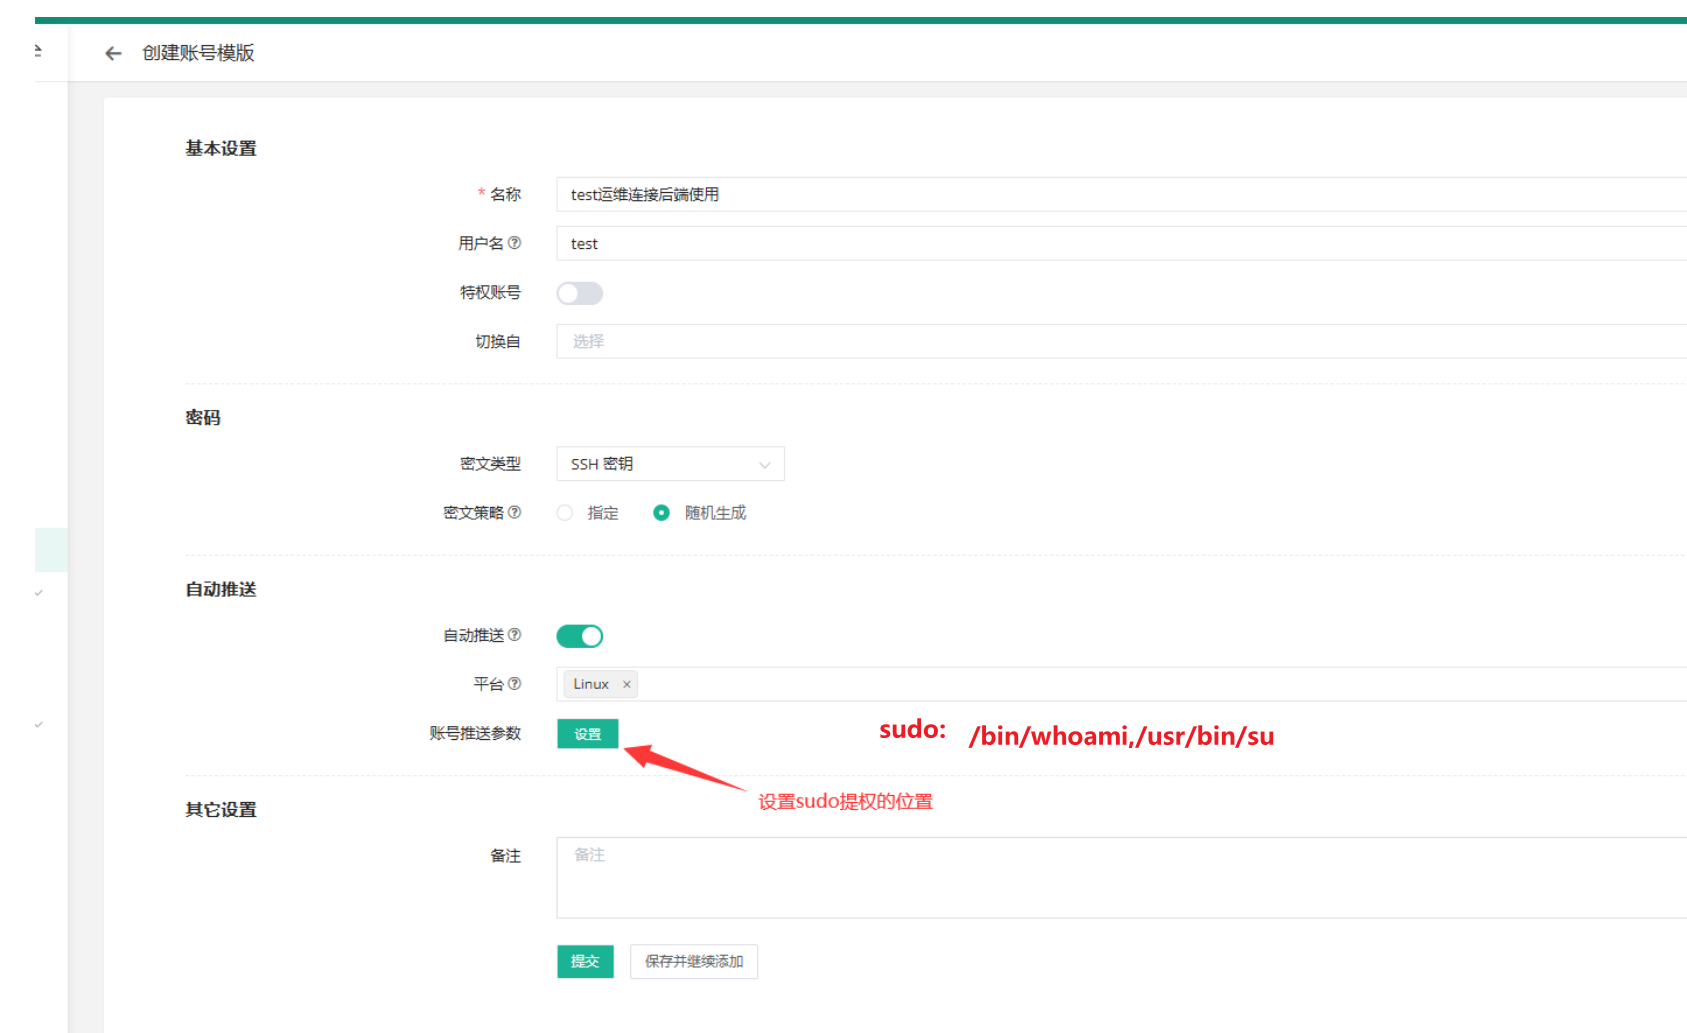 创建账号模版
基本设置
* 名称
test运维连接后端使用
用户名
test
特权账号
切换自
选择
密码
密文类型
SSH 密钥
密文策略
指定
随机生成
自动推送
自动推送
平台
Linux ×
账号推送参数
设置
sudo: /bin/whoami,/usr/bin/su
设置sudo提权的位置
其它设置
备注
备注
提交
保存并继续添加